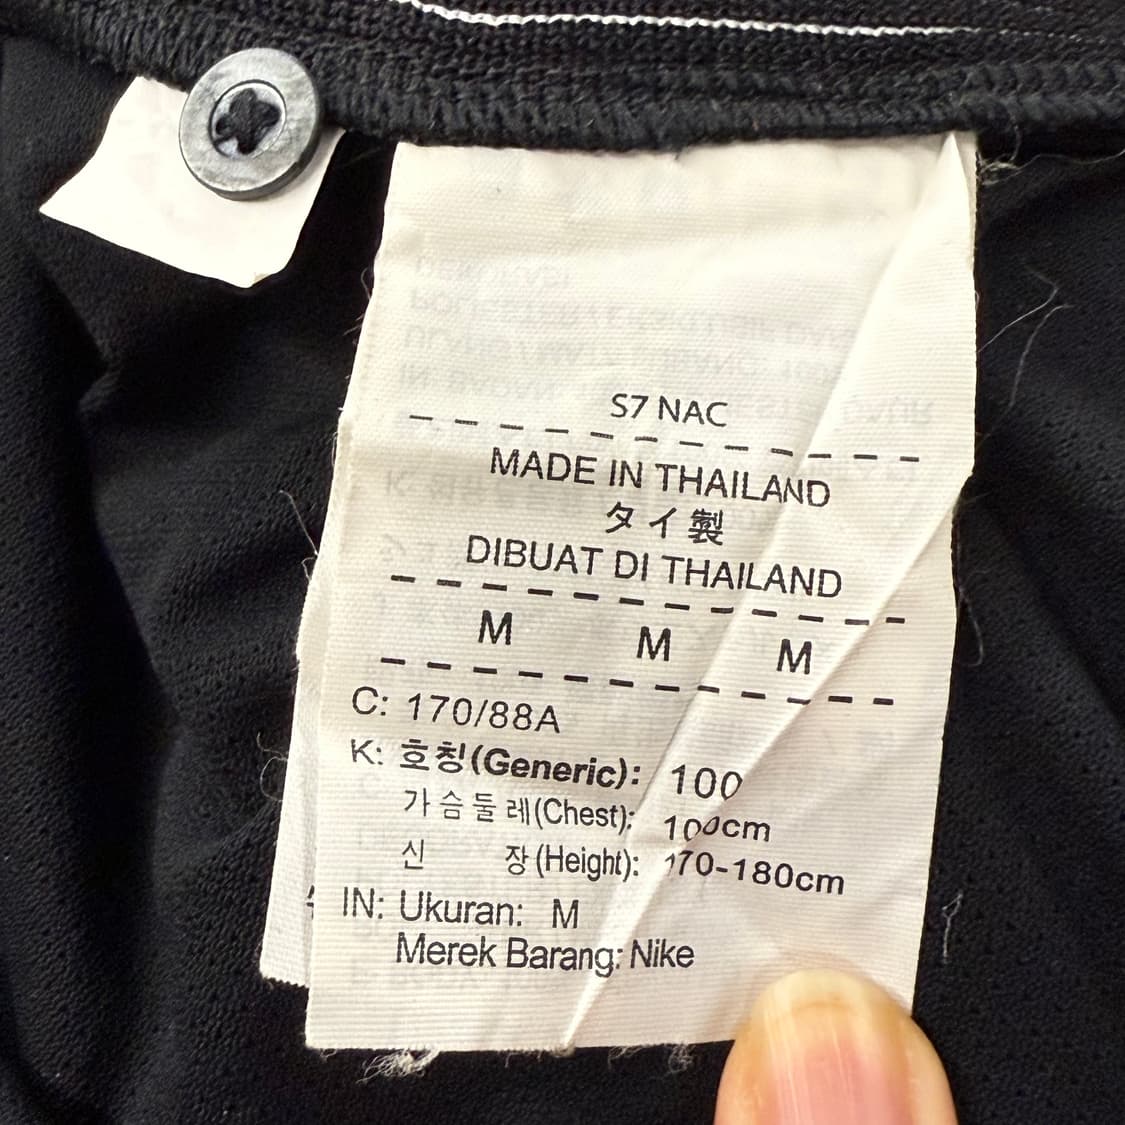 S7 NAC
MADE IN THAILAND
タイ製
DIBUAT DI THAILAND
M M M
C: 170/88A
K: 호칭(Generic): 100
가슴둘레(Chest): 100cm
신 장(Height): 170-180cm
IN: Ukuran: M
Merek Barang: Nike